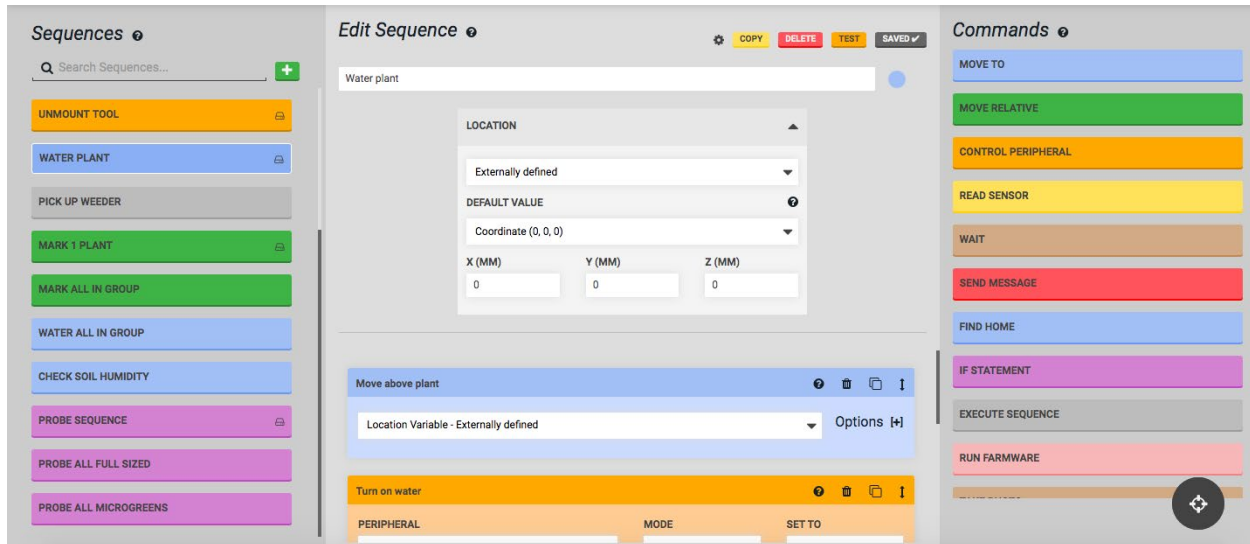 Sequences
Search Sequences...
UNMOUNT TOOL
WATER PLANT
PICK UP WEEDER
MARK 1 PLANT
MARK ALL IN GROUP
WATER ALL IN GROUP
CHECK SOIL HUMIDITY
PROBE SEQUENCE
PROBE ALL FULL SIZED
PROBE ALL MICROGREENS
Edit Sequence
COPY DELETE TEST SAVED ✔
Water plant
LOCATION
Externally defined
DEFAULT VALUE
Coordinate (0, 0, 0)
X (MM) Y (MM) Z (MM)
0 0 0
Move above plant
Location Variable - Externally defined Options [+]
Turn on water
PERIPHERAL MODE SET TO
Commands
MOVE TO
MOVE RELATIVE
CONTROL PERIPHERAL
READ SENSOR
WAIT
SEND MESSAGE
FIND HOME
IF STATEMENT
EXECUTE SEQUENCE
RUN FARMWARE